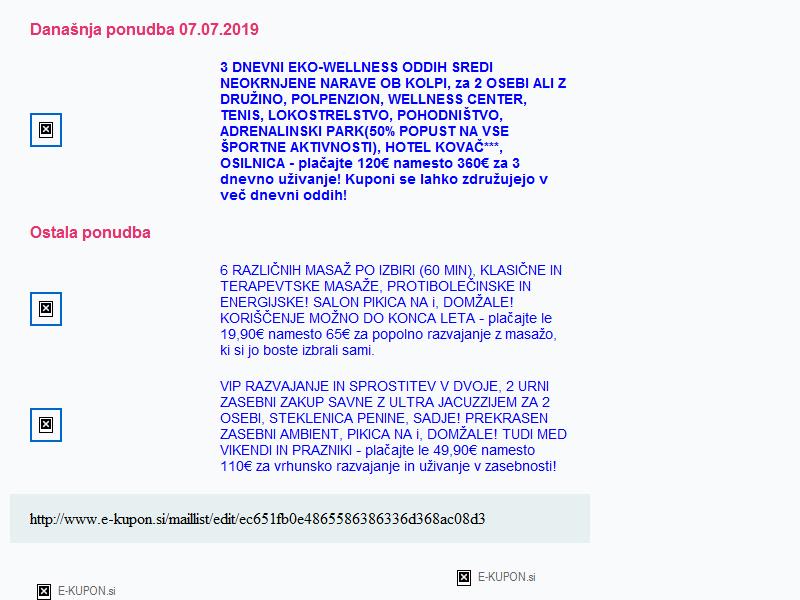 Današnja ponudba 07.07.2019
3 DNEVNI EKO-WELLNESS ODDIH SREDI
NEOKRNJENE NARAVE OB KOLPI, za 2 OSEBI ALI Z
DRUŽINO, POLPENZION, WELLNESS CENTER,
TENIS, LOKOSTRELSTVO, POHODNIŠTVO,
ADRENALINSKI PARK(50% POPUST NA VSE
ŠPORTNE AKTIVNOSTI), HOTEL KOVAČ***,
OSILNICA - plačajte 120€ namesto 360€ za 3
dnevno uživanje! Kuponi se lahko združujejo v
več dnevni oddih!
Ostala ponudba
6 RAZLIČNIH MASAŽ PO IZBIRI (60 MIN), KLASIČNE IN
TERAPEVTSKE MASAŽE, PROTIBOLEČINSKE IN
ENERGIJSKE! SALON PIKICA NA i, DOMŽALE!
KORIŠČENJE MOŽNO DO KONCA LETA - plačajte le
19,90€ namesto 65€ za popolno razvajanje z masažo,
ki si jo boste izbrali sami.
VIP RAZVAJANJE IN SPROSTITEV V DVOJE, 2 URNI
ZASEBNI ZAKUP SAVNE Z ULTRA JACUZZIJEM ZA 2
OSEBI, STEKLENICA PENINE, SADJE! PREKRASEN
ZASEBNI AMBIENT, PIKICA NA i, DOMŽALE! TUDI MED
VIKENDI IN PRAZNIKI - plačajte le 49,90€ namesto
110€ za vrhunsko razvajanje in uživanje v zasebnosti!
http://www.e-kupon.si/maillist/edit/ec651fb0e4865586386336d368ac08d3
E-KUPON.si
E-KUPON.si